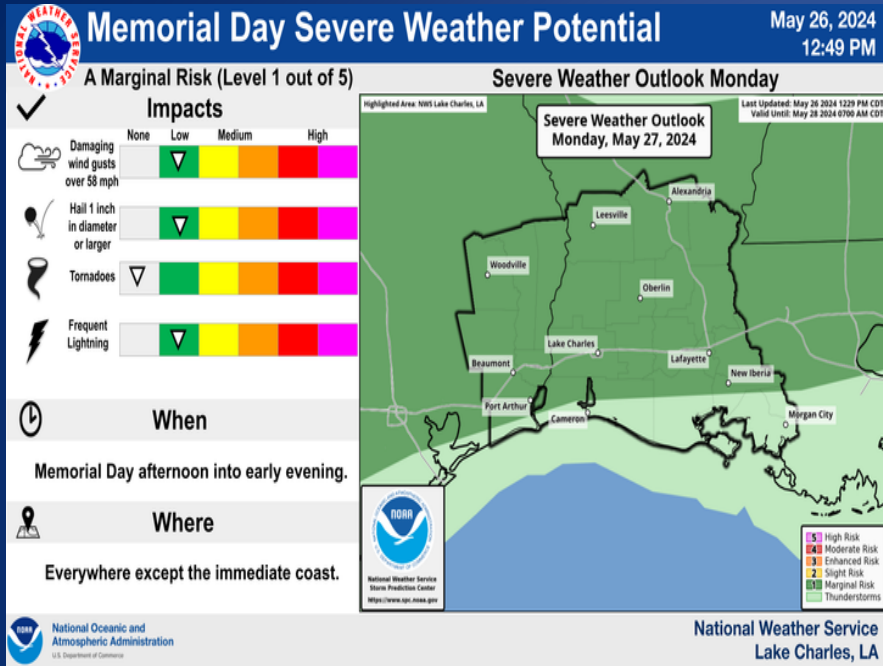 NATIONAL WEATHER SERVICE
Memorial Day Severe Weather Potential
May 26, 2024
12:49 PM
A Marginal Risk (Level 1 out of 5)
Impacts
None Low Medium High
Damaging
wind gusts
over 58 mph
Hail 1 inch
in diameter
or larger
Tornadoes
Frequent
Lightning
When
Memorial Day afternoon into early evening.
Where
Everywhere except the immediate coast.
Severe Weather Outlook Monday
Highlighted Area: NWS Lake Charles, LA
Last Updated: May 26 2024 1229 PM CDT
Valid Until: May 28 2024 0700 AM CDT
Severe Weather Outlook
Monday, May 27, 2024
Alexandria
Leesville
Woodville
Oberlin
Lake Charles
Lafayette
Beaumont
New Iberia
Port Arthur
Cameron
Morgan City
NOAA
National Weather Service
Storm Prediction Center
https://www.spc.noaa.gov
5 High Risk
4 Moderate Risk
3 Enhanced Risk
2 Slight Risk
1 Marginal Risk
Thunderstorms
NOAA
National Oceanic and
Atmospheric Administration
U.S. Department of Commerce
National Weather Service
Lake Charles, LA